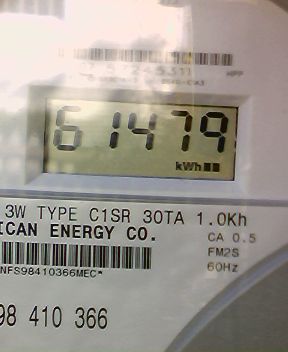 61479
kWh
3W TYPE C1SR 30TA 1.0Kh
ICAN ENERGY CO.
CA 0.5
FM2S
60Hz
NFS98410366MEC*
98 410 366